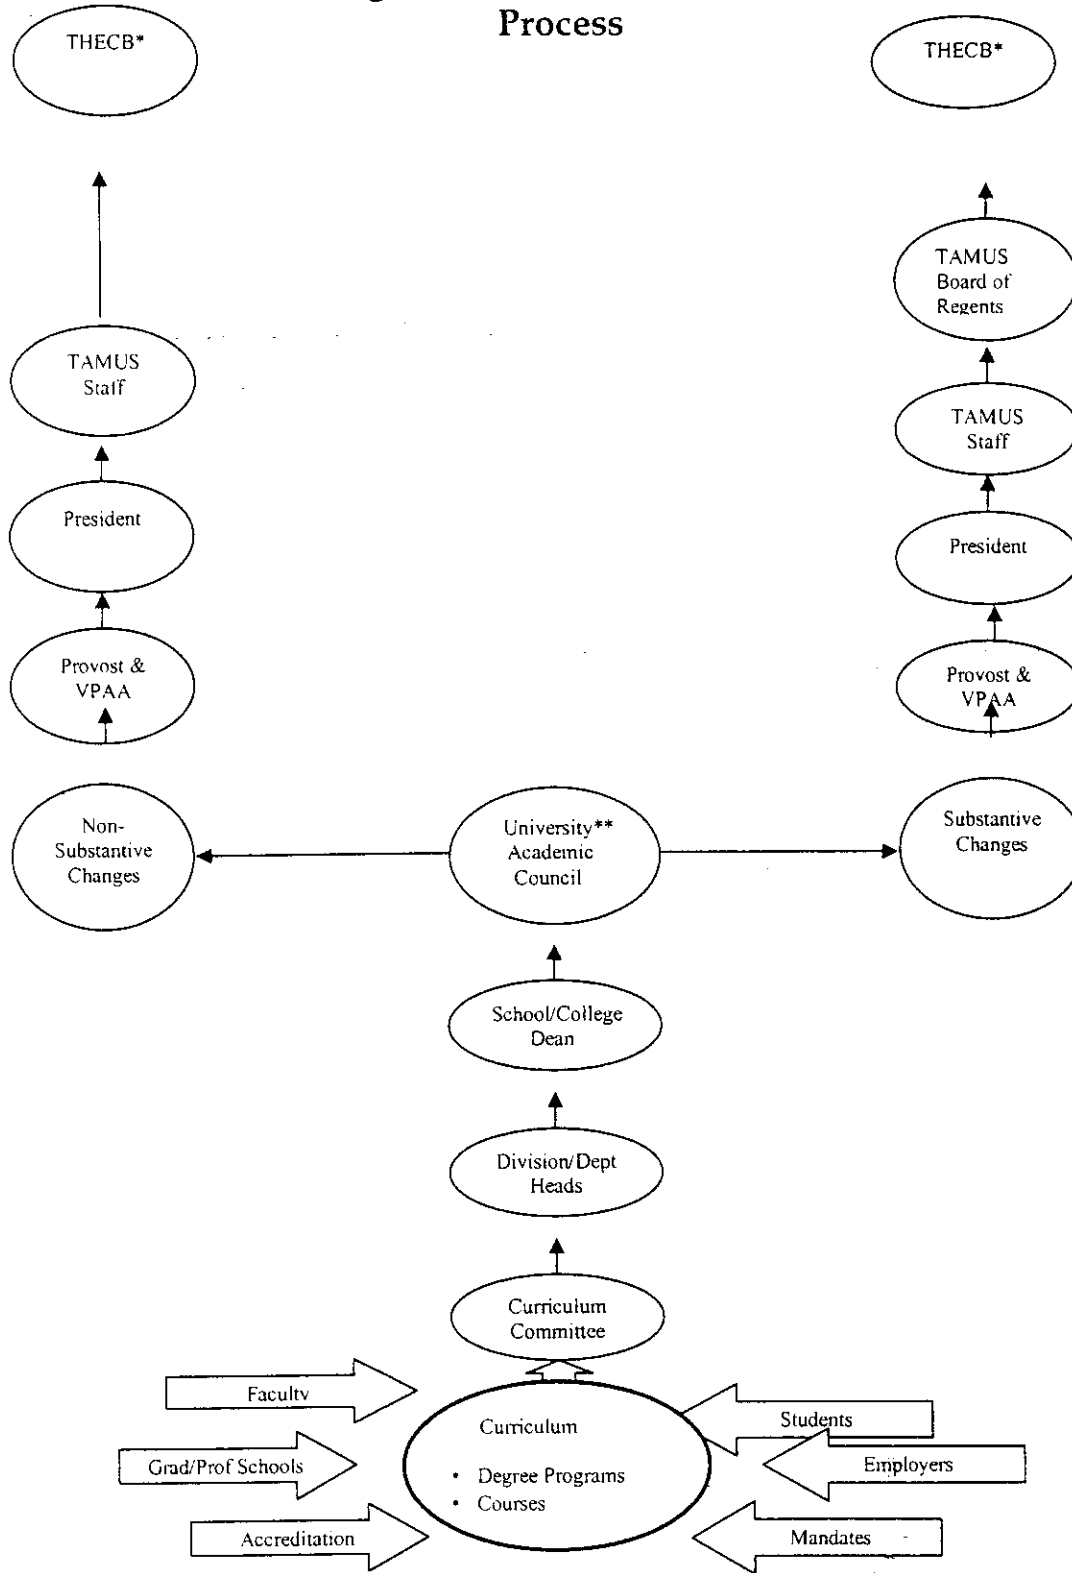 Process
THECB*
THECB*
TAMUS
Board of
Regents
TAMUS
Staff
TAMUS
Staff
President
President
Provost &
VPAA
Provost &
VPAA
Non-
Substantive
Changes
University**
Academic
Council
Substantive
Changes
School/College
Dean
Division/Dept
Heads
Curriculum
Committee
Faculty
Students
Curriculum
Grad/Prof Schools
Employers
• Degree Programs
• Courses
Accreditation
Mandates